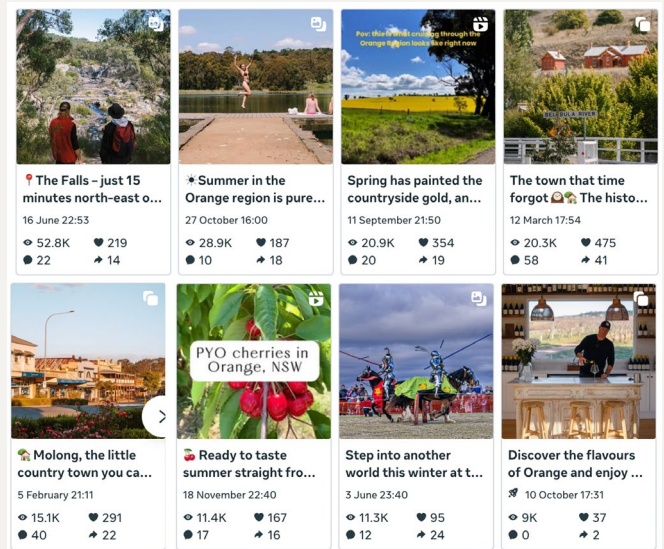 Pov: this is what cruising through the
Orange Region looks like right now
BELUBULA RIVER
📍The Falls – just 15
minutes north-east o...
16 June 22:53
52.8K 219
22 14
☀Summer in the
Orange region is pure...
27 October 16:00
28.9K 187
10 18
Spring has painted the
countryside gold, an...
11 September 21:50
20.9K 354
20 19
The town that time
forgot 🕰🏡 The histo...
12 March 17:54
20.3K 475
58 41
PYO cherries in
Orange, NSW
🏡 Molong, the little
country town you ca...
5 February 21:11
15.1K 291
40 22
🍒 Ready to taste
summer straight fro...
18 November 22:40
11.4K 167
17 16
Step into another
world this winter at t...
3 June 23:40
11.3K 95
12 24
Discover the flavours
of Orange and enjoy ...
10 October 17:31
9K 37
0 2